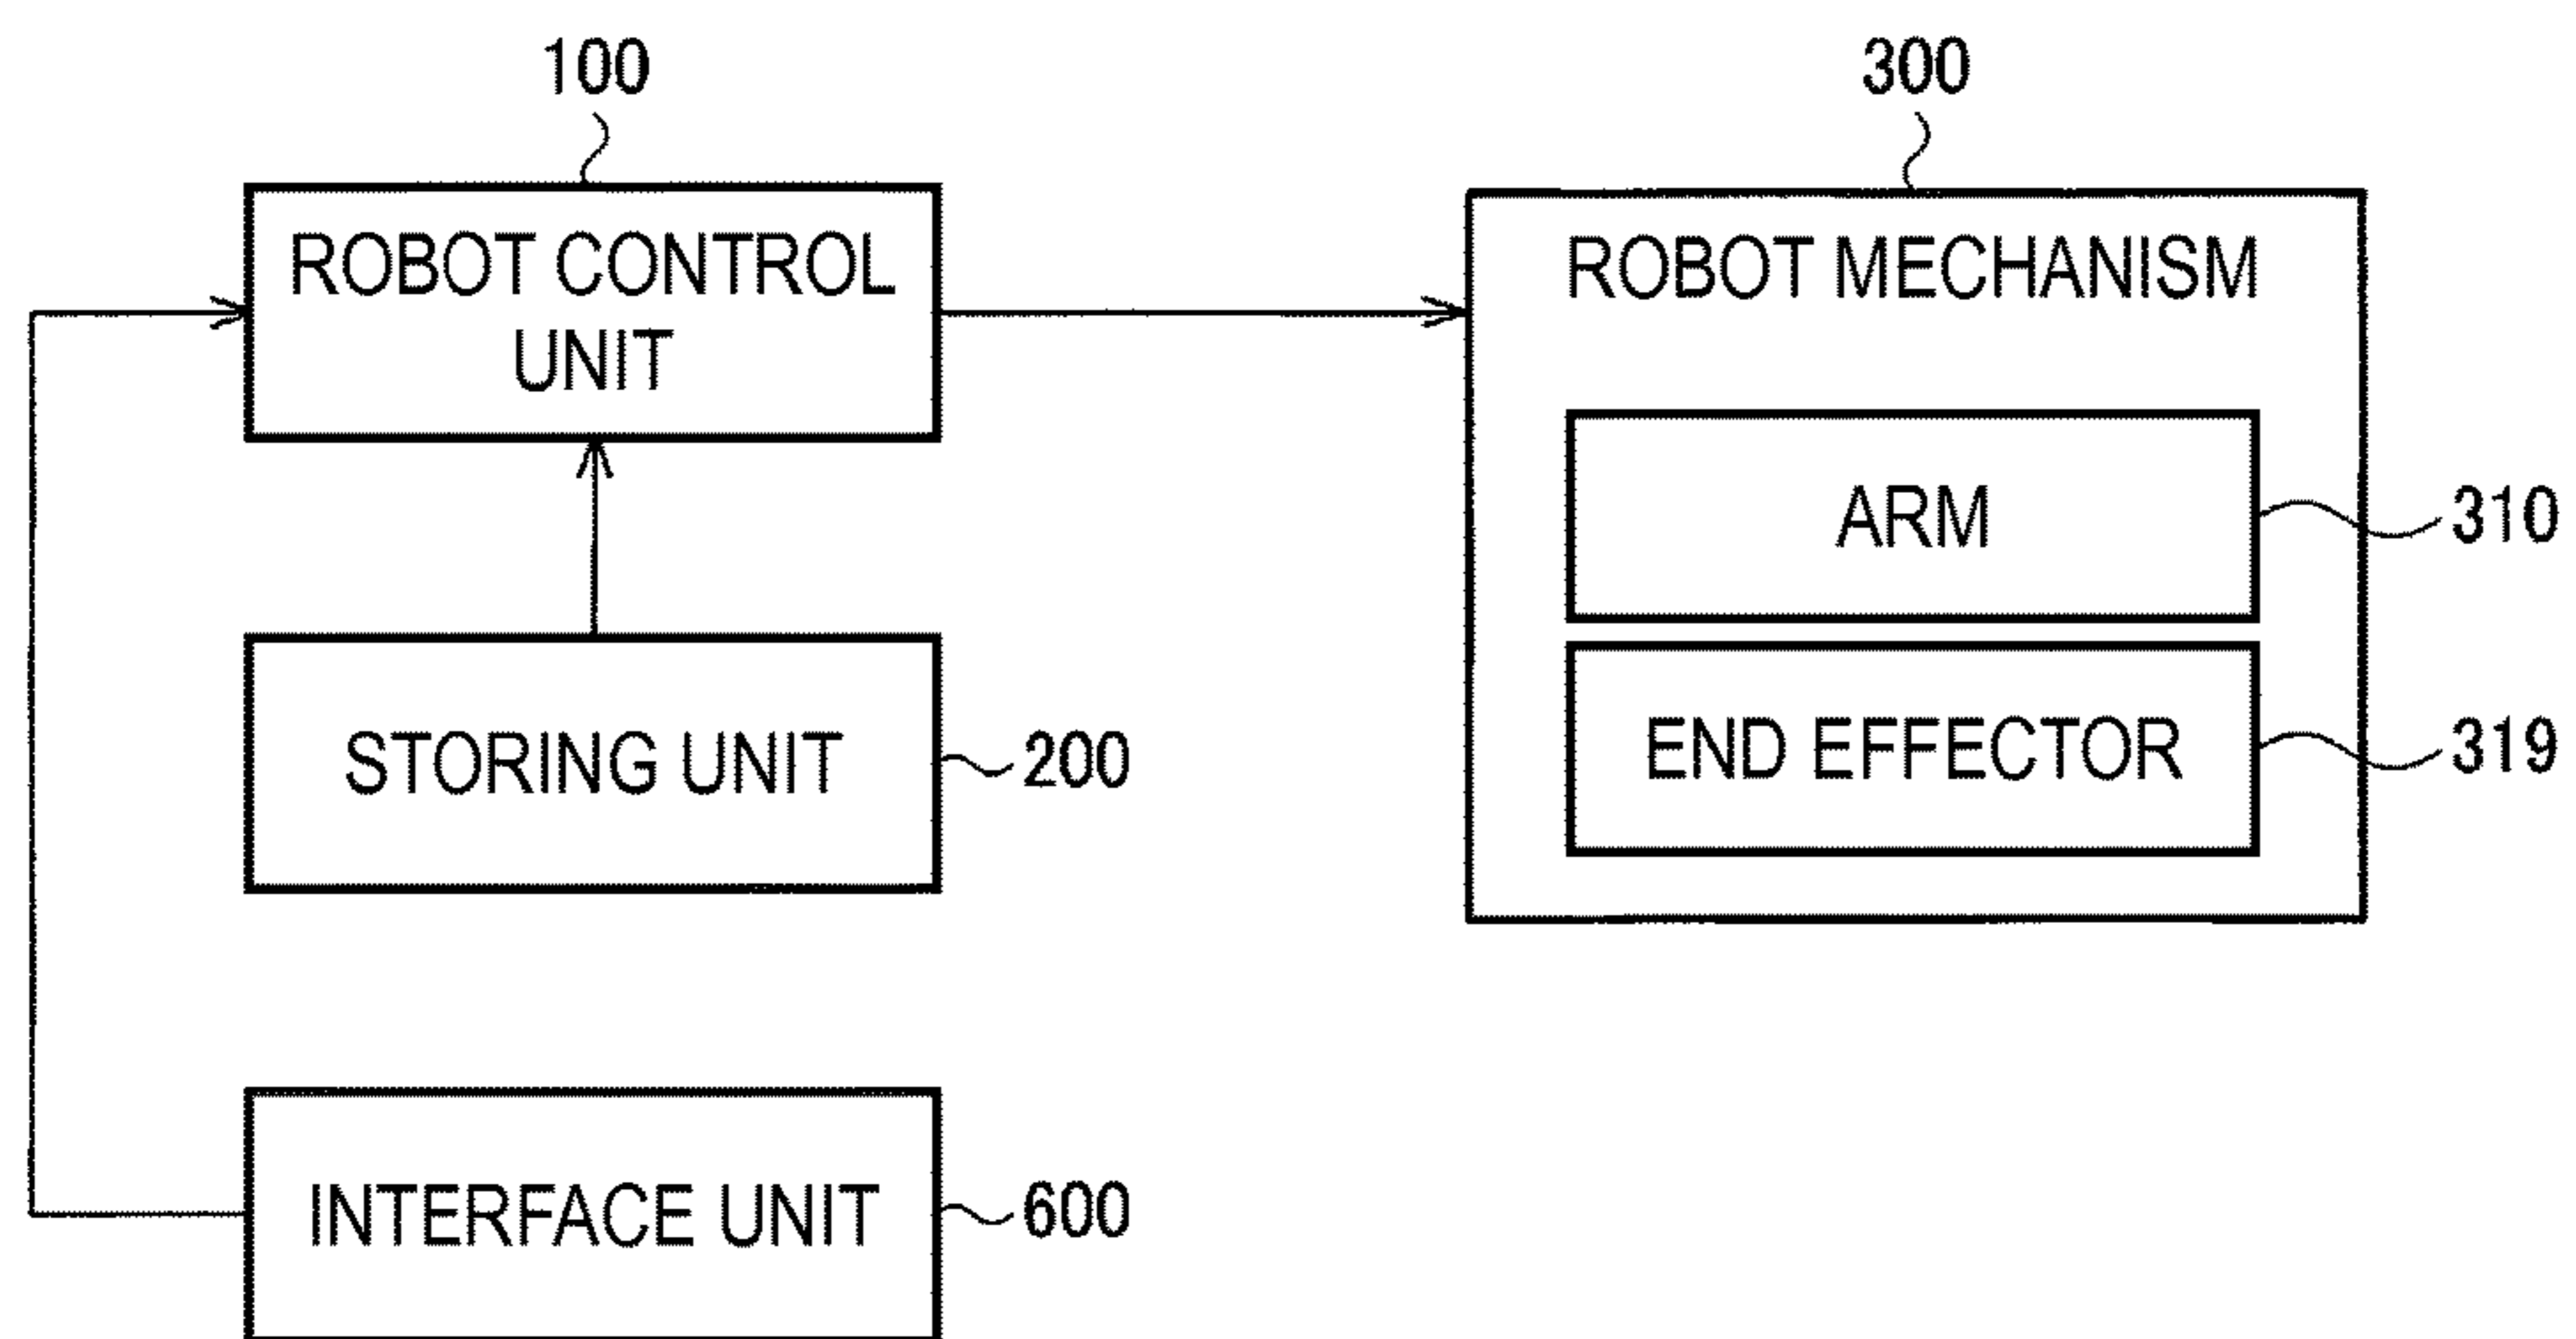 100
ROBOT CONTROL
UNIT
STORING UNIT
200
INTERFACE UNIT
600
300
ROBOT MECHANISM
ARM
310
END EFFECTOR
319